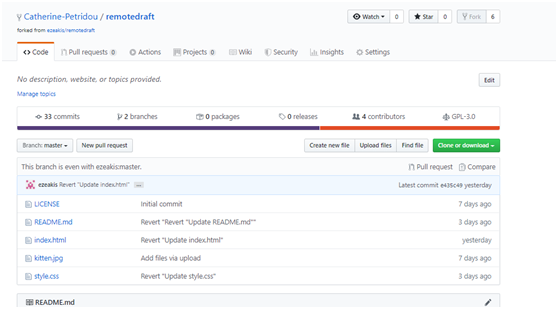 Catherine-Petridou / remotedraft
Watch 0 Star 0 Fork 6
forked from ezeakis/remotedraft
Code Pull requests 0 Actions Projects 0 Wiki Security Insights Settings
No description, website, or topics provided. Edit
Manage topics
33 commits 2 branches 0 packages 0 releases 4 contributors GPL-3.0
Branch: master New pull request Create new file Upload files Find file Clone or download
This branch is even with ezeakis:master. Pull request Compare
ezeakis Revert "Update index.html" ... Latest commit e435c49 yesterday
LICENSE Initial commit 7 days ago
README.md Revert "Revert "Update README.md"" 3 days ago
index.html Revert "Update index.html" yesterday
kitten.jpg Add files via upload 7 days ago
style.css Revert "Update style.css" 3 days ago
README.md